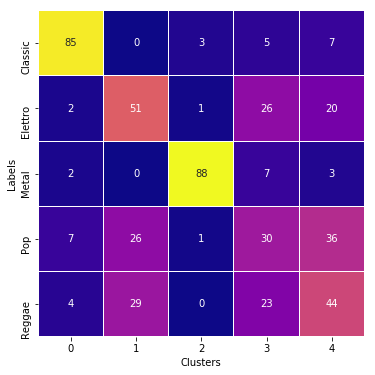 Labels
Classic 85 0 3 5 7
Elettro 2 51 1 26 20
Metal 2 0 88 7 3
Pop 7 26 1 30 36
Reggae 4 29 0 23 44
0 1 2 3 4
Clusters